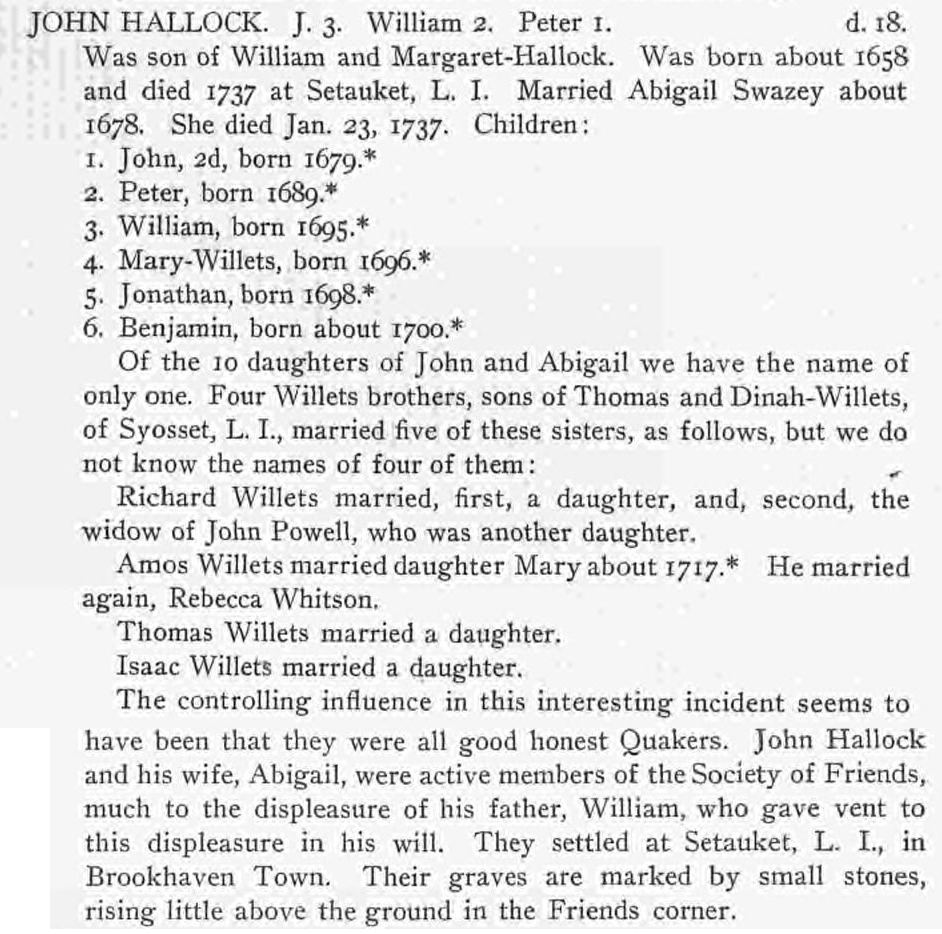 JOHN HALLOCK. J. 3. William 2. Peter 1. d. 18.
Was son of William and Margaret-Hallock. Was born about 1658
and died 1737 at Setauket, L. I. Married Abigail Swazey about
1678. She died Jan. 23, 1737. Children:
1. John, 2d, born 1679.*
2. Peter, born 1689.*
3. William, born 1695.*
4. Mary-Willets, born 1696.*
5. Jonathan, born 1698.*
6. Benjamin, born about 1700.*
Of the 10 daughters of John and Abigail we have the name of
only one. Four Willets brothers, sons of Thomas and Dinah-Willets,
of Syosset, L. I., married five of these sisters, as follows, but we do
not know the names of four of them:
Richard Willets married, first, a daughter, and, second, the
widow of John Powell, who was another daughter.
Amos Willets married daughter Mary about 1717.* He married
again, Rebecca Whitson.
Thomas Willets married a daughter.
Isaac Willets married a daughter.
The controlling influence in this interesting incident seems to
have been that they were all good honest Quakers. John Hallock
and his wife, Abigail, were active members of the Society of Friends,
much to the displeasure of his father, William, who gave vent to
this displeasure in his will. They settled at Setauket, L. I., in
Brookhaven Town. Their graves are marked by small stones,
rising little above the ground in the Friends corner.